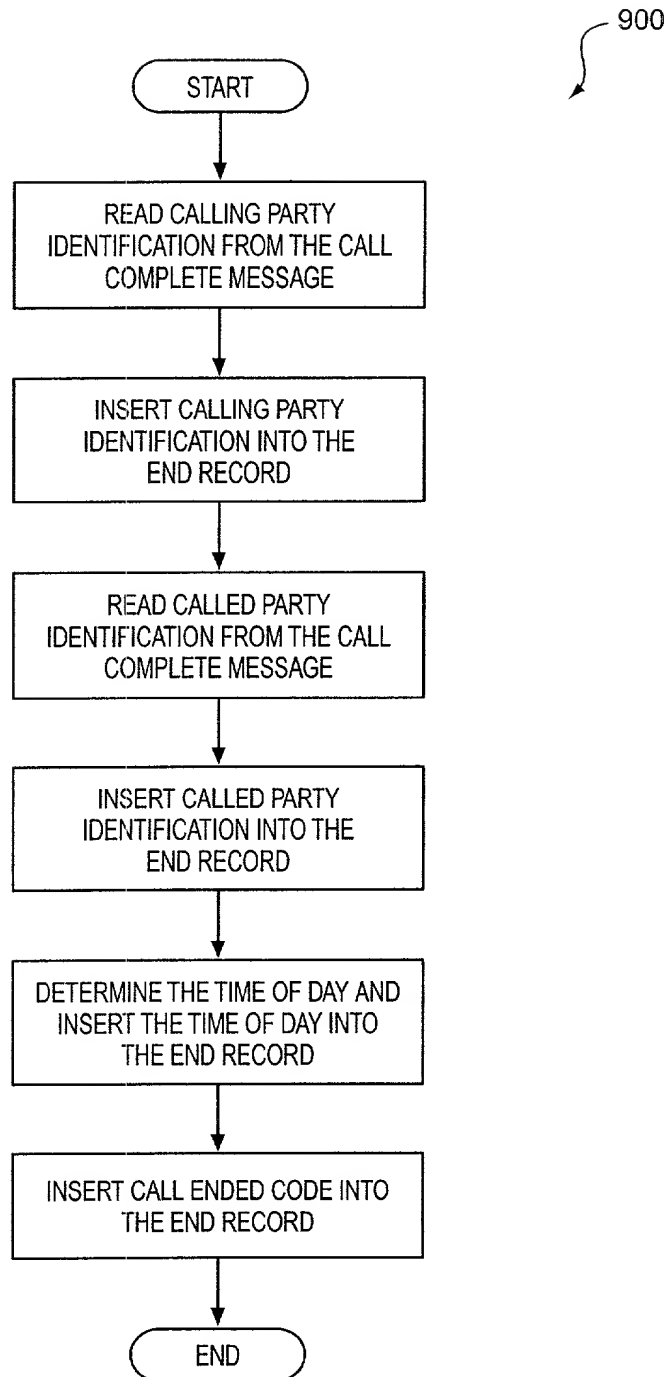 900
START
READ CALLING PARTY
IDENTIFICATION FROM THE CALL
COMPLETE MESSAGE
INSERT CALLING PARTY
IDENTIFICATION INTO THE
END RECORD
READ CALLED PARTY
IDENTIFICATION FROM THE CALL
COMPLETE MESSAGE
INSERT CALLED PARTY
IDENTIFICATION INTO THE
END RECORD
DETERMINE THE TIME OF DAY AND
INSERT THE TIME OF DAY INTO
THE END RECORD
INSERT CALL ENDED CODE INTO
THE END RECORD
END